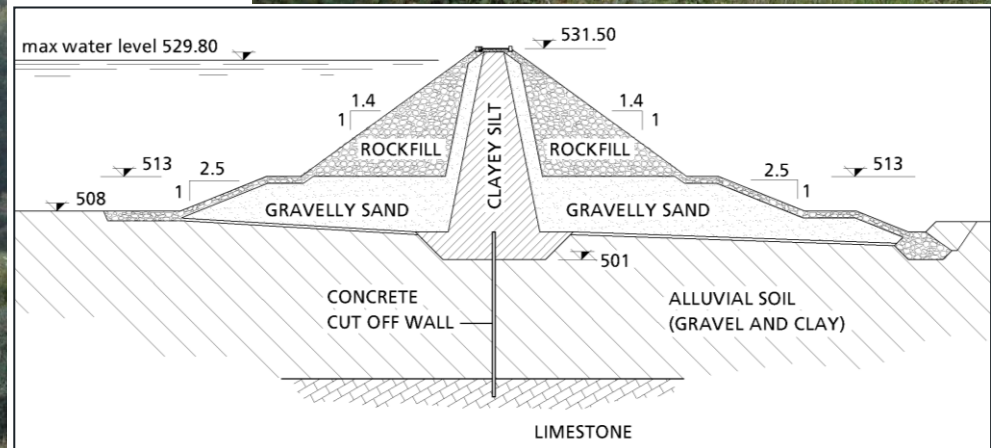 max water level 529.80
531.50
1.4
1
1.4
1
CLAYEY SILT
ROCKFILL
ROCKFILL
513
2.5
1
2.5
1
513
508
GRAVELLY SAND
GRAVELLY SAND
501
CONCRETE
CUT OFF WALL
ALLUVIAL SOIL
(GRAVEL AND CLAY)
LIMESTONE